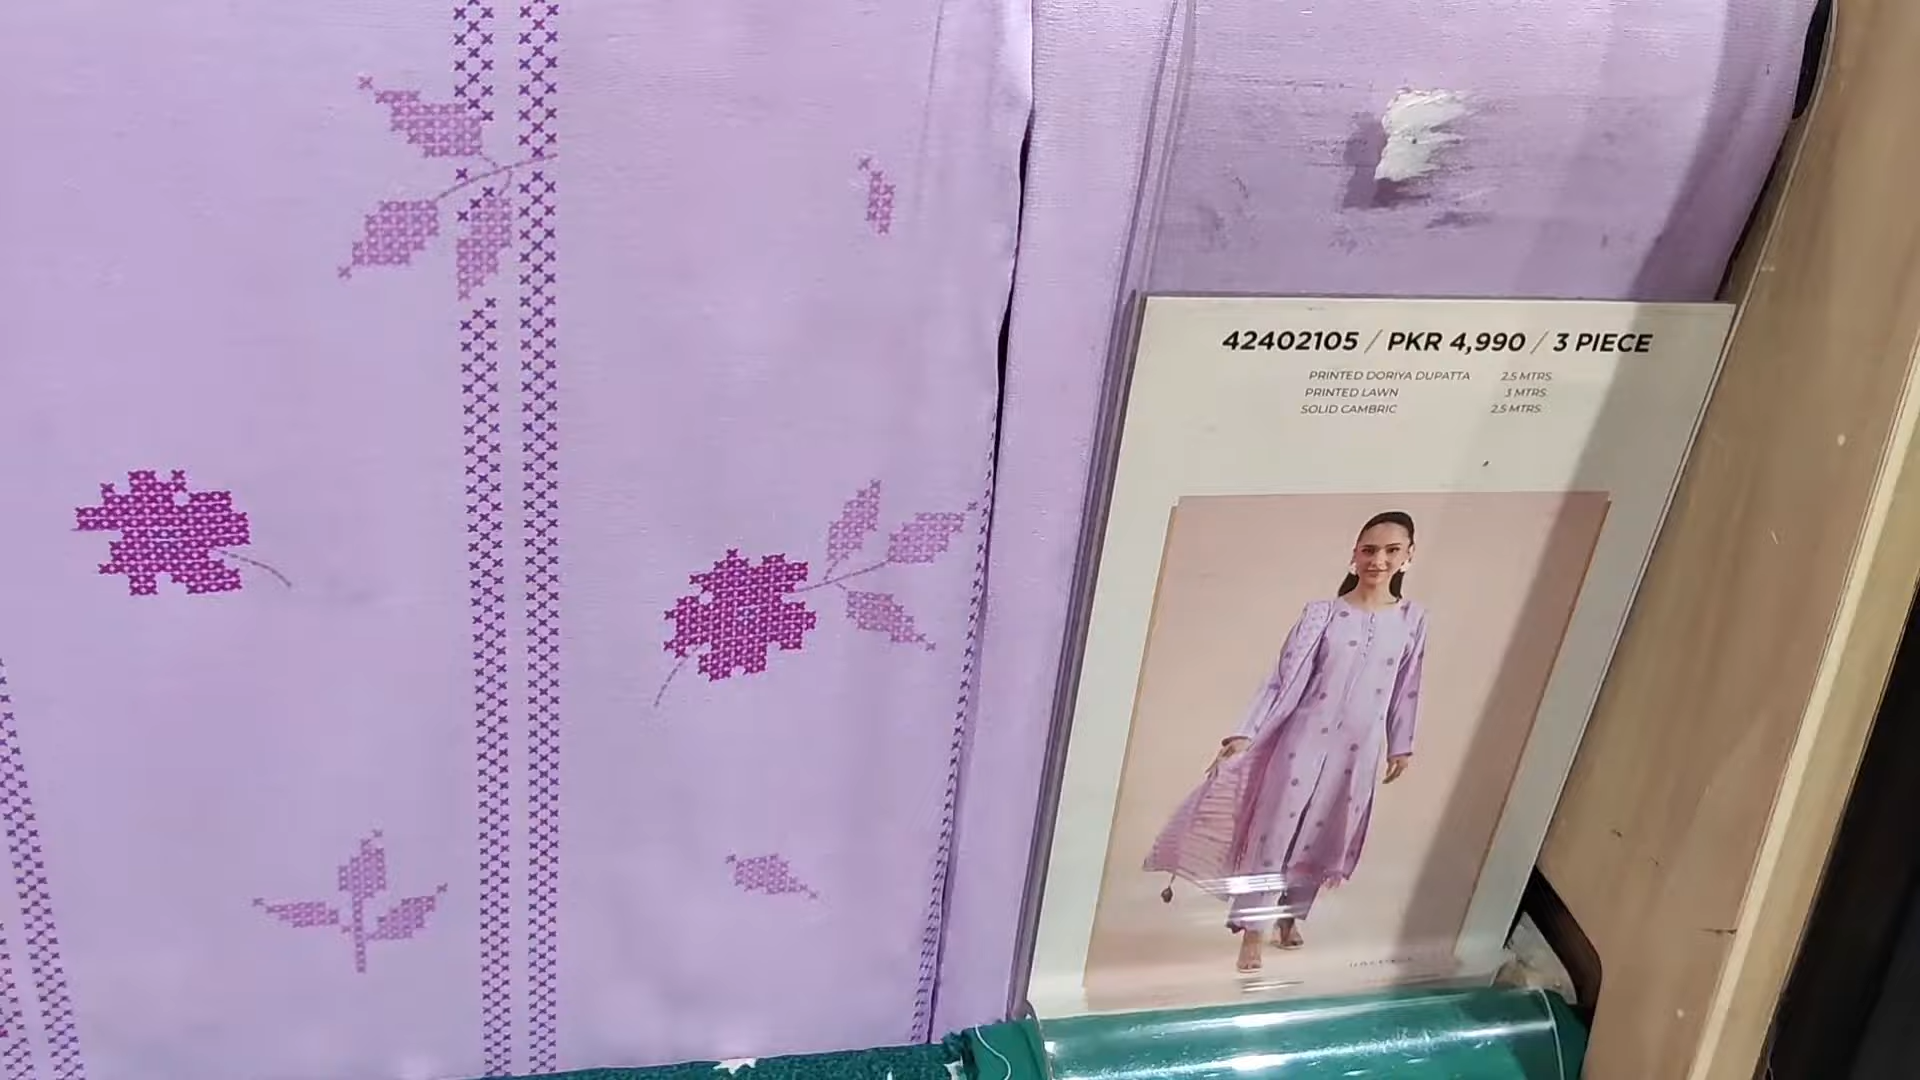 42402105 / PKR 4,990 / 3 PIECE
PRINTED DORIYA DUPATTA 2.5 MTRS.
PRINTED LAWN 3 MTRS.
SOLID CAMBRIC 2.5 MTRS.